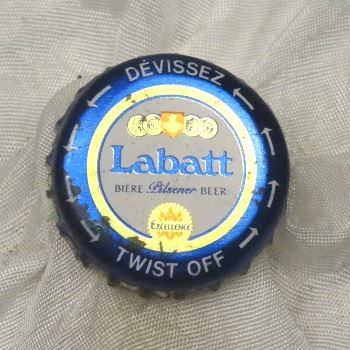 DÉVISSEZ
Labatt
BIERE Pilsener BEER
EXCELLENCE
TWIST OFF